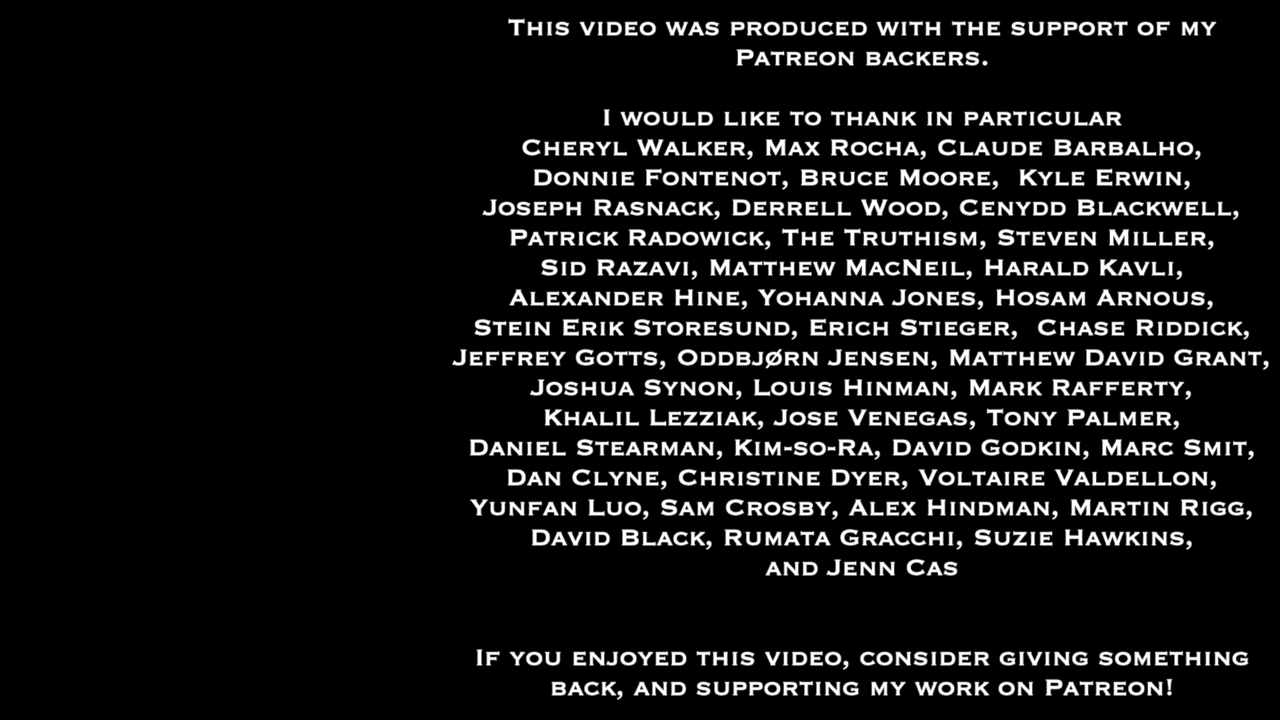 This video was produced with the support of my
Patreon backers.
I would like to thank in particular
Cheryl Walker, Max Rocha, Claude Barbalho,
Donnie Fontenot, Bruce Moore,  Kyle Erwin,
Joseph Rasnack, Derrell Wood, Cenydd Blackwell,
Patrick Radowick, The Truthism, Steven Miller,
Sid Razavi, Matthew MacNeil, Harald Kavli,
Alexander Hine, Yohanna Jones, Hosam Arnous,
Stein Erik Storesund, Erich Stieger,  Chase Riddick,
Jeffrey Gotts, Oddbjørn Jensen, Matthew David Grant,
Joshua Synon, Louis Hinman, Mark Rafferty,
Khalil Lezziak, Jose Venegas, Tony Palmer,
Daniel Stearman, Kim-so-Ra, David Godkin, Marc Smit,
Dan Clyne, Christine Dyer, Voltaire Valdellon,
Yunfan Luo, Sam Crosby, Alex Hindman, Martin Rigg,
David Black, Rumata Gracchi, Suzie Hawkins,
and Jenn Cas
If you enjoyed this video, consider giving something
back, and supporting my work on Patreon!